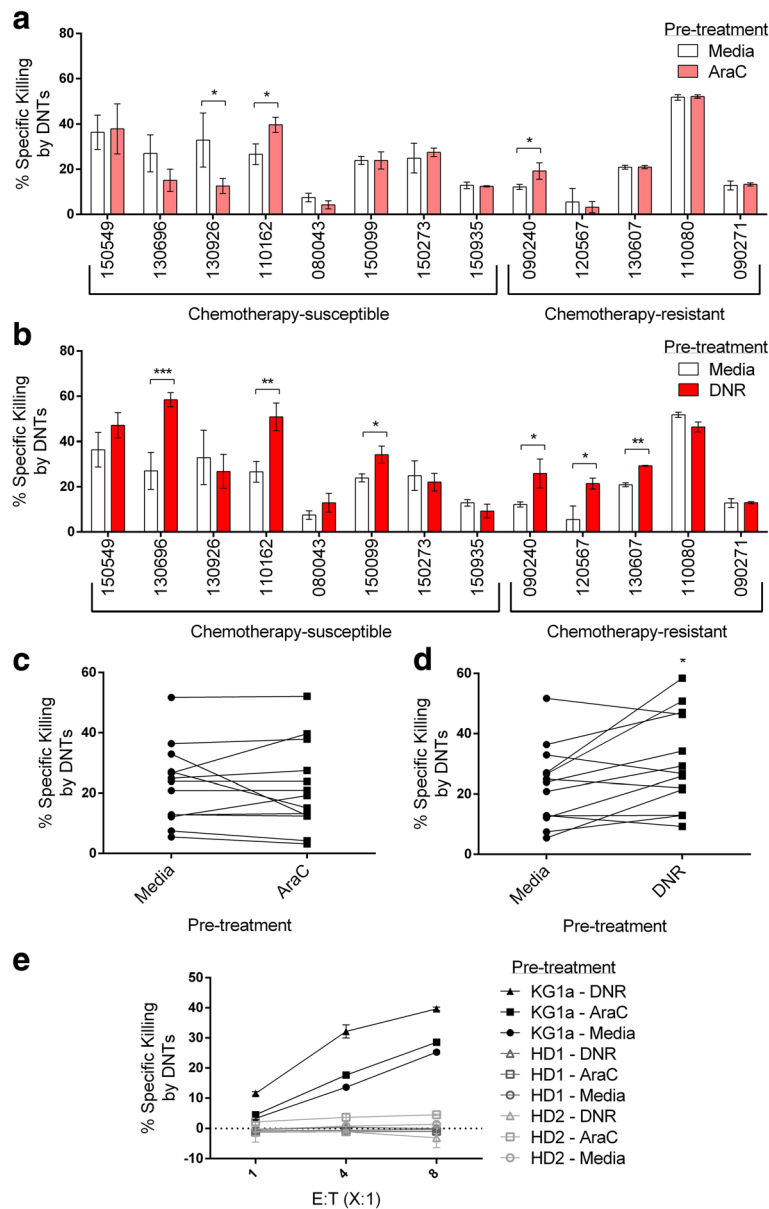 a
Pre-treatment
Media
AraC
% Specific Killing
by DNTs
80
60
40
20
0
*
*
*
150549
130696
130926
110162
080043
150099
150273
150935
090240
120567
130607
110080
090271
Chemotherapy-susceptible
Chemotherapy-resistant
b
Pre-treatment
Media
DNR
% Specific Killing
by DNTs
80
60
40
20
0
***
**
*
*
*
**
150549
130696
130926
110162
080043
150099
150273
150935
090240
120567
130607
110080
090271
Chemotherapy-susceptible
Chemotherapy-resistant
c
% Specific Killing
by DNTs
60
40
20
0
Media
AraC
Pre-treatment
d
% Specific Killing
by DNTs
60
40
20
0
*
Media
DNR
Pre-treatment
e
% Specific Killing
by DNTs
50
40
30
20
10
0
-10
1
4
8
E:T (X:1)
Pre-treatment
KG1a - DNR
KG1a - AraC
KG1a - Media
HD1 - DNR
HD1 - AraC
HD1 - Media
HD2 - DNR
HD2 - AraC
HD2 - Media